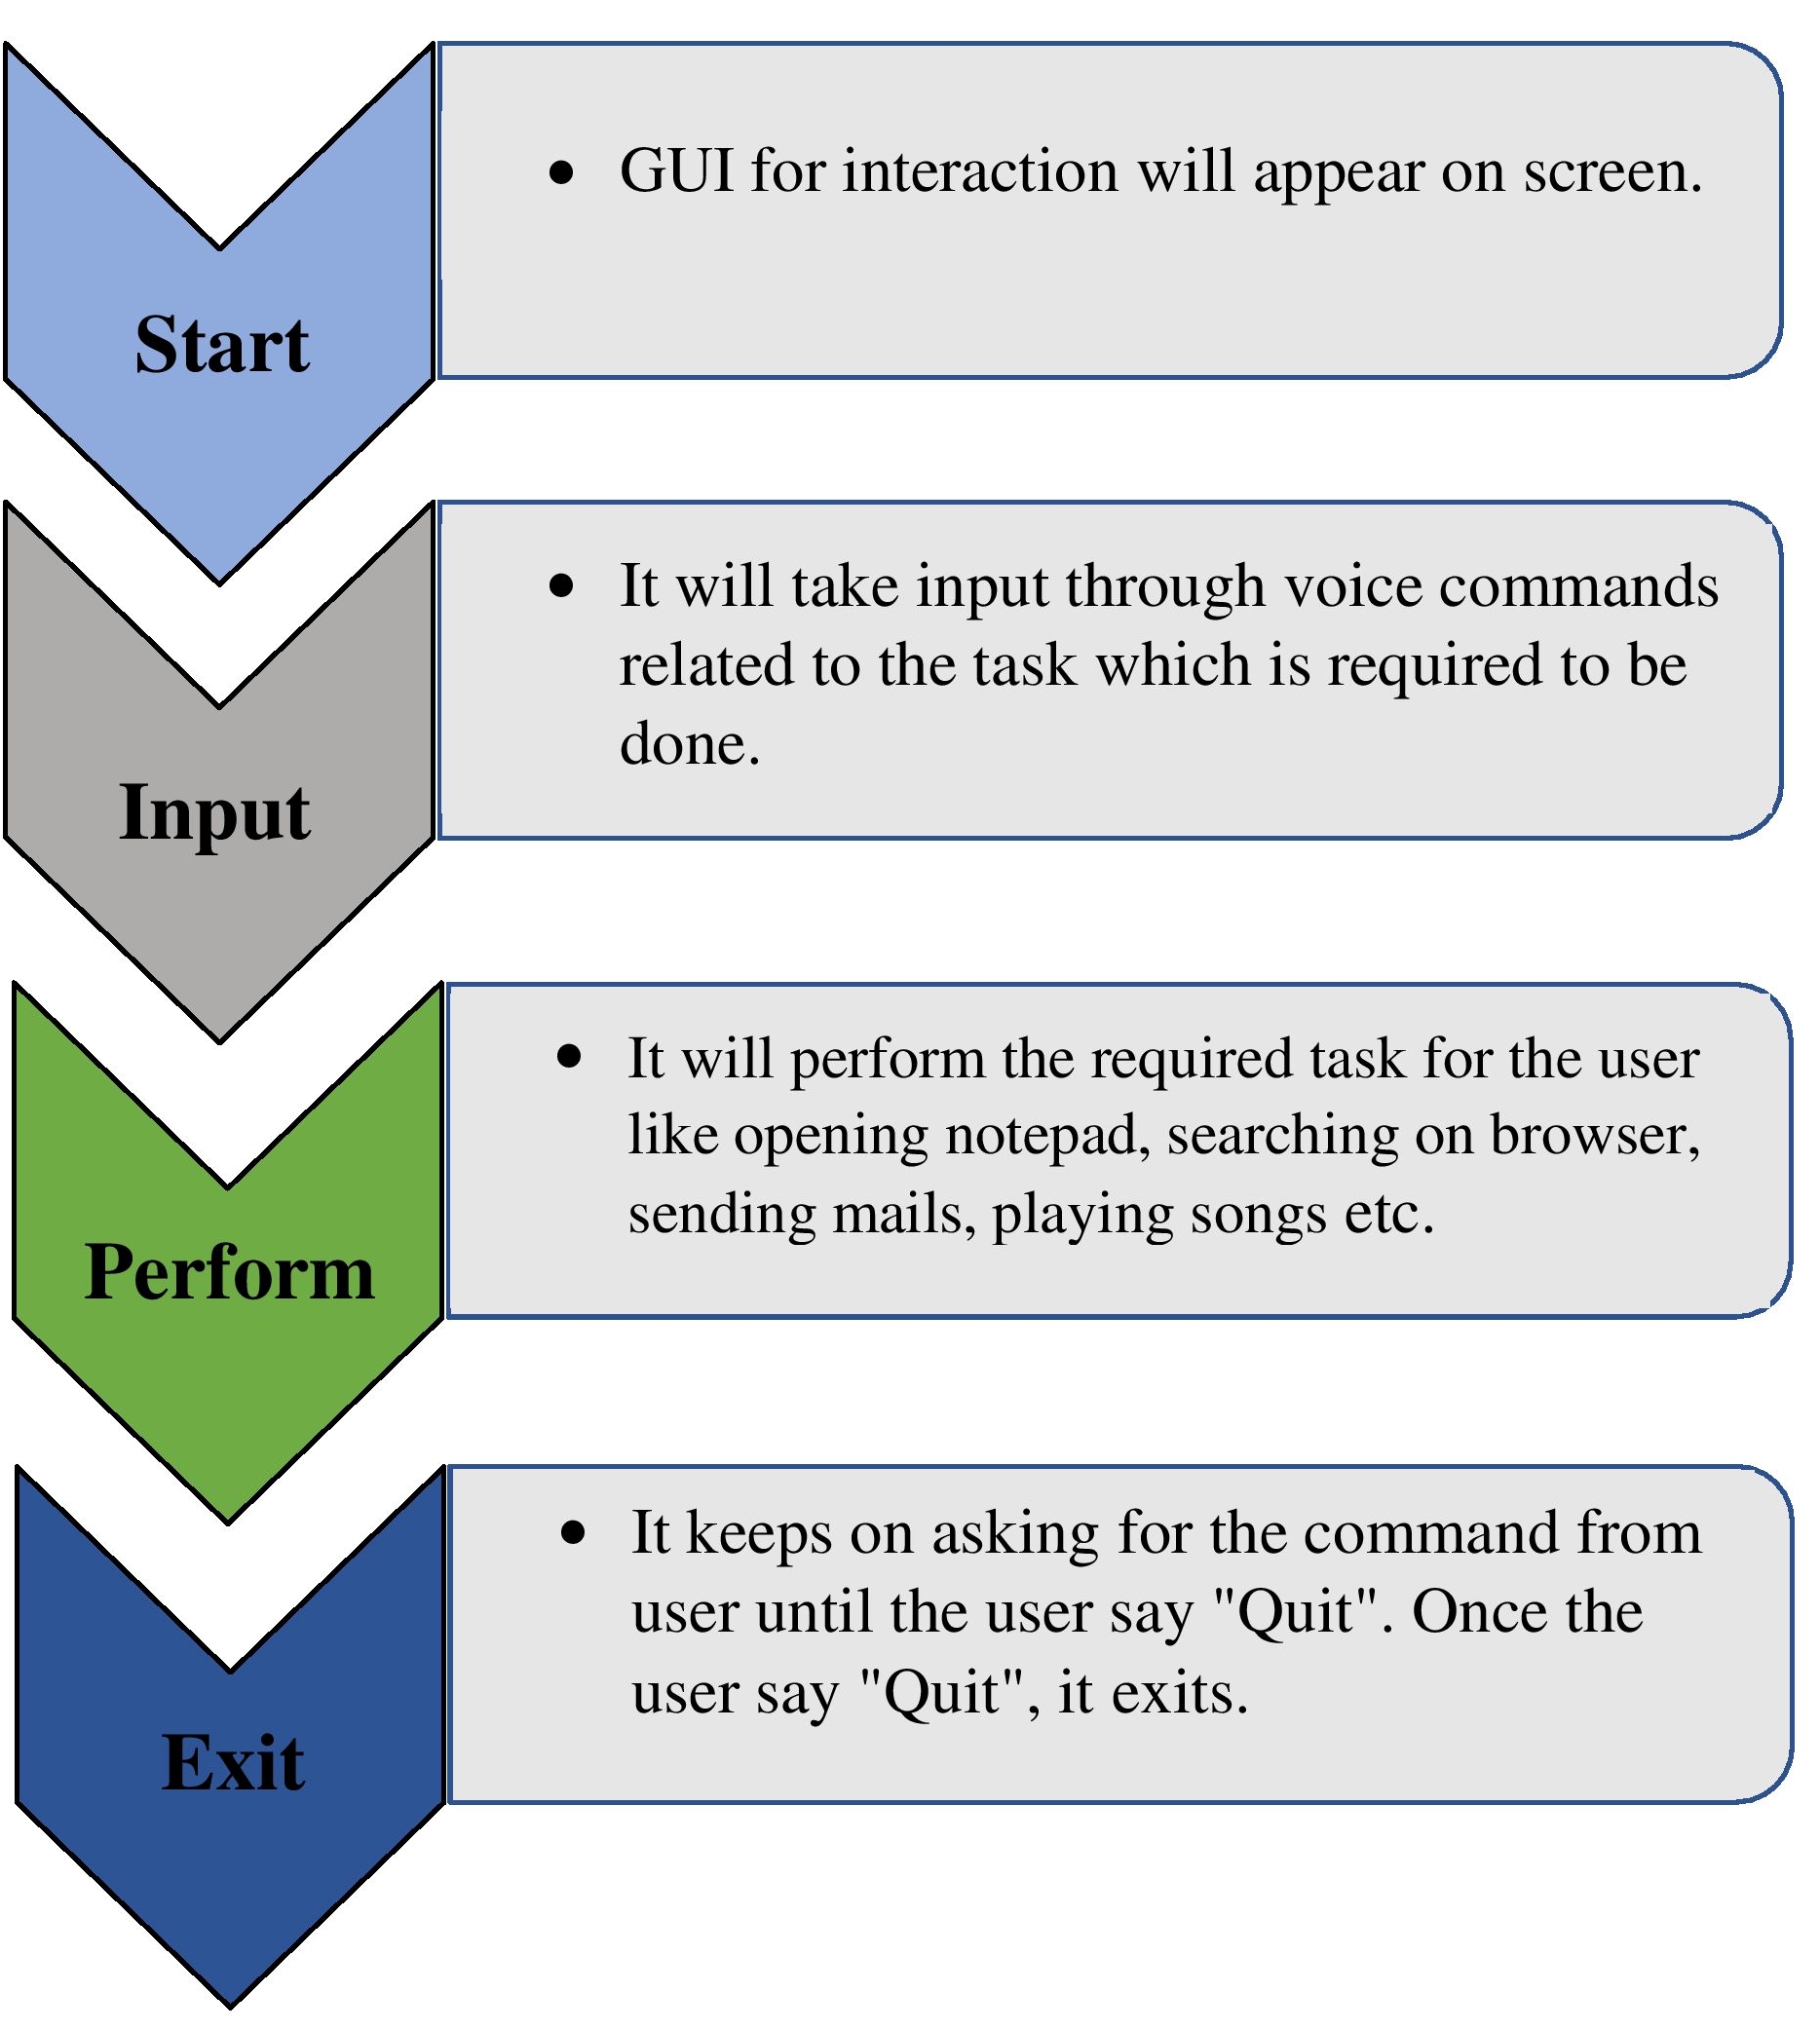 Start
• GUI for interaction will appear on screen.
Input
• It will take input through voice commands
related to the task which is required to be
done.
Perform
• It will perform the required task for the user
like opening notepad, searching on browser,
sending mails, playing songs etc.
Exit
• It keeps on asking for the command from
user until the user say "Quit". Once the
user say "Quit", it exits.